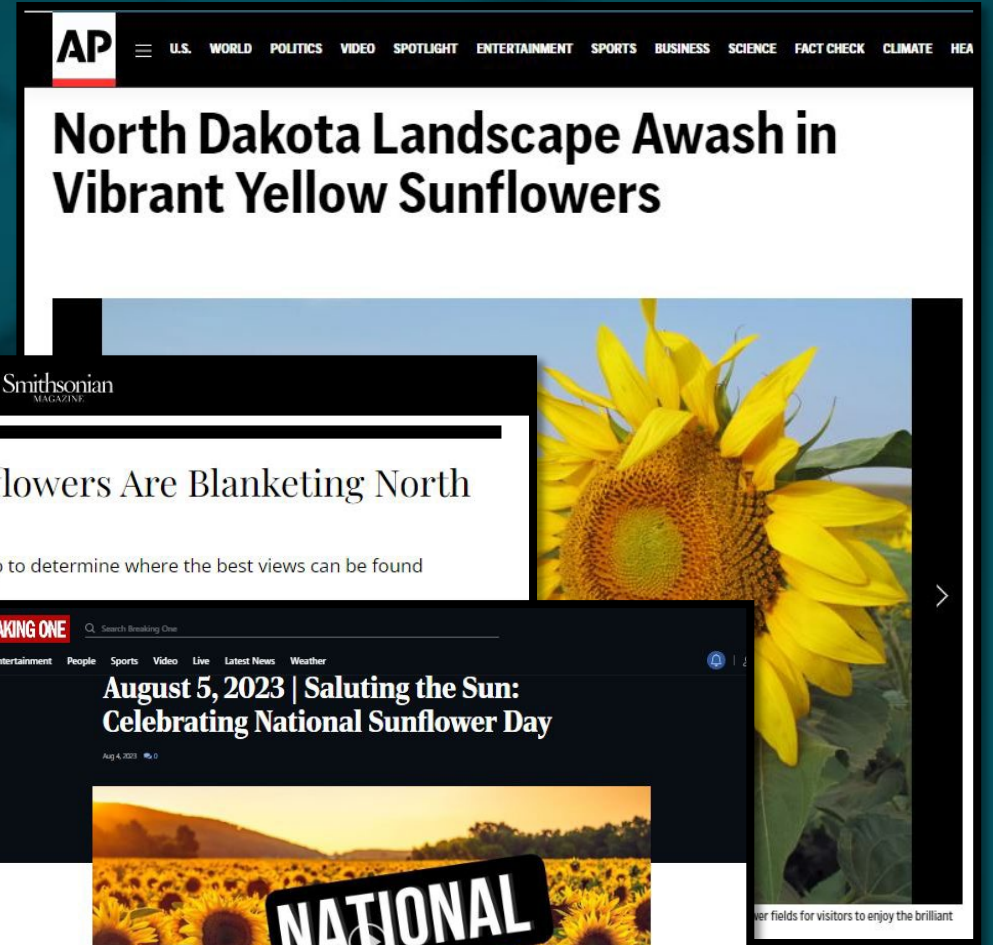 AP
U.S. WORLD POLITICS VIDEO SPOTLIGHT ENTERTAINMENT SPORTS BUSINESS SCIENCE FACT CHECK CLIMATE HEA
North Dakota Landscape Awash in
Vibrant Yellow Sunflowers
Smithsonian
MAGAZINE
lowers Are Blanketing North
to determine where the best views can be found
AKING ONE
Search Breaking One
ntertainment People Sports Video Live Latest News Weather
August 5, 2023 | Saluting the Sun:
Celebrating National Sunflower Day
Aug 4, 2023 0
NATIONAL
wer fields for visitors to enjoy the brilliant